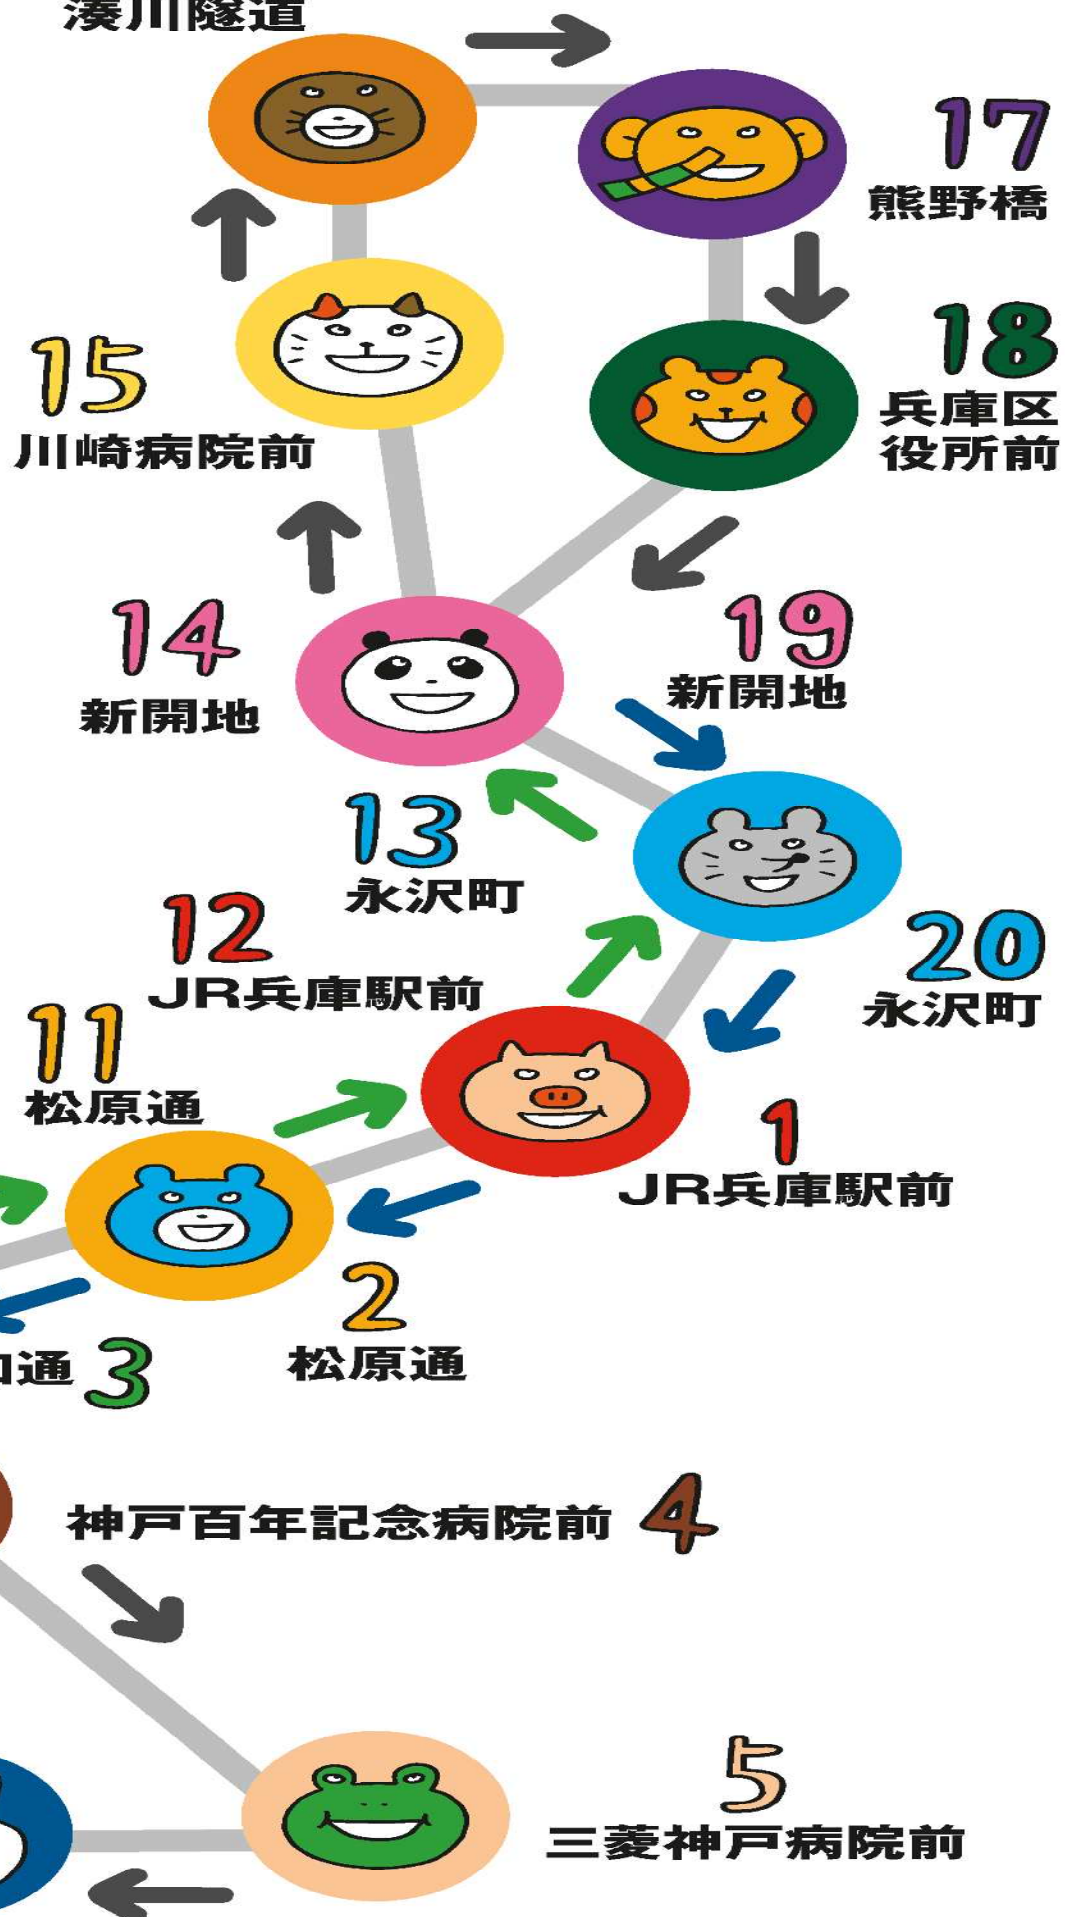 湊川隧道
17
熊野橋
18
兵庫区
役所前
15
川崎病院前
14
新開地
19
新開地
13
永沢町
12
JR兵庫駅前
20
永沢町
11
松原通
1
JR兵庫駅前
2
松原通
通 3
神戸百年記念病院前 4
5
三菱神戸病院前